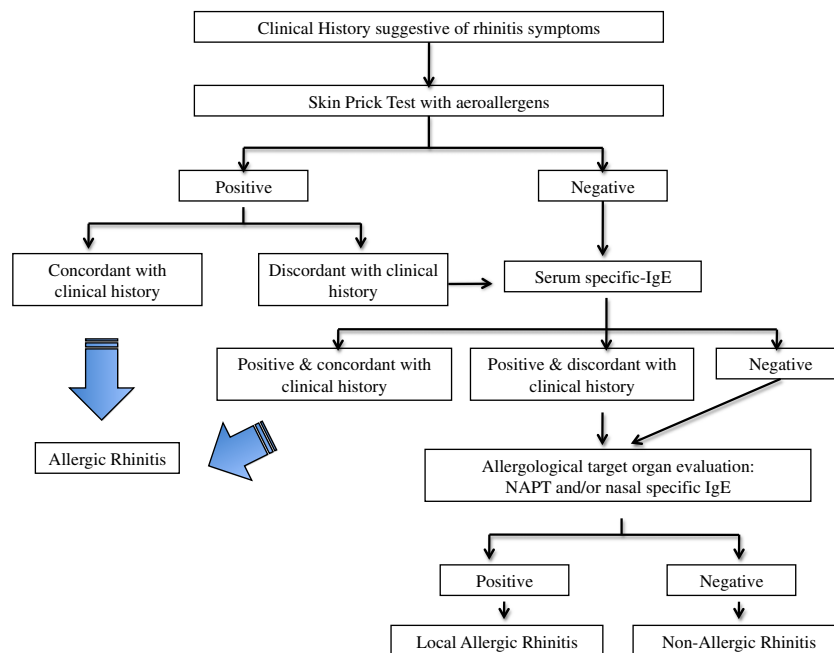 Clinical History suggestive of rhinitis symptoms
Skin Prick Test with aeroallergens
Positive
Negative
Concordant with
clinical history
Discordant with clinical
history
Serum specific-IgE
Positive & concordant with
clinical history
Positive & discordant with
clinical history
Negative
Allergic Rhinitis
Allergological target organ evaluation:
NAPT and/or nasal specific IgE
Positive
Negative
Local Allergic Rhinitis
Non-Allergic Rhinitis